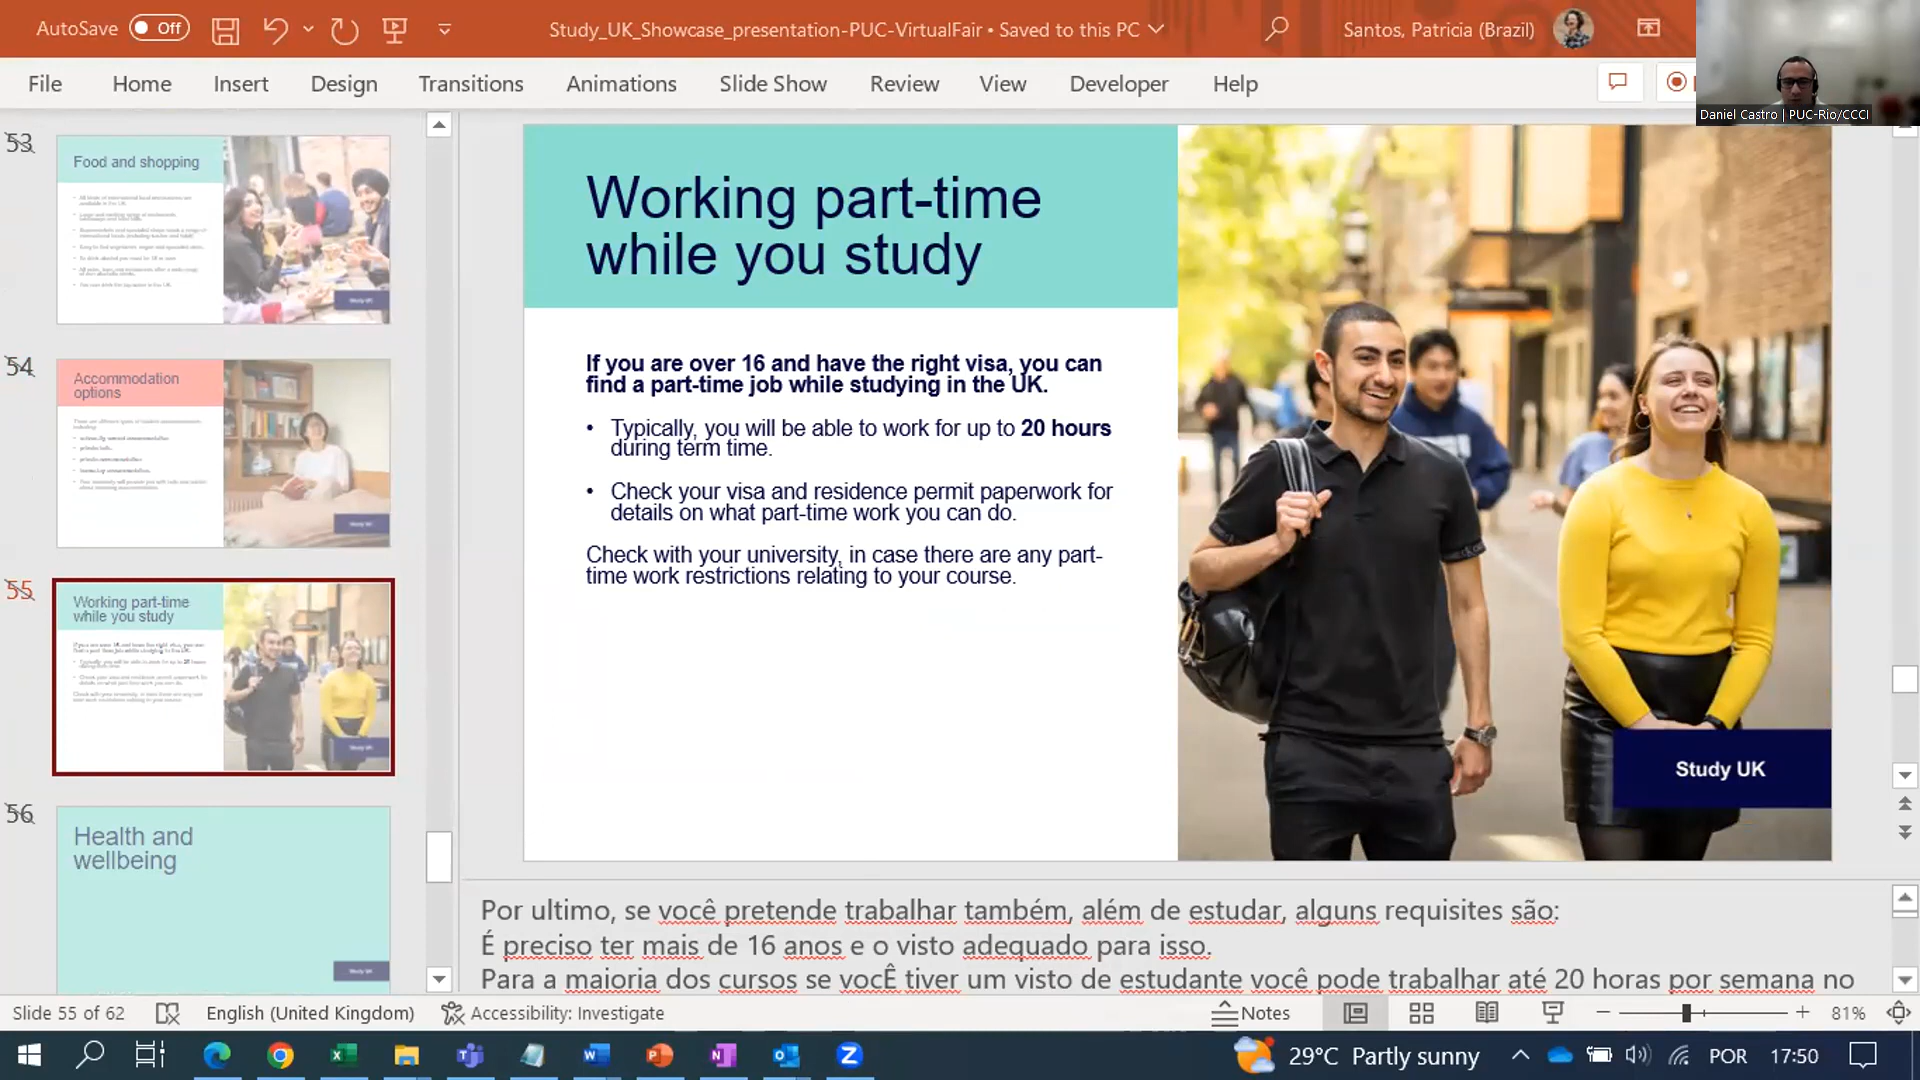 AutoSave Off
Study_UK_Showcase_presentation-PUC-VirtualFair • Saved to this PC
Santos, Patricia (Brazil)
Daniel Castro | PUC-Rio/CCCI
File Home Insert Design Transitions Animations Slide Show Review View Developer Help
53
Food and shopping
Study UK
54
Accommodation
options
Study UK
55
Working part-time
while you study
Study UK
56
Health and
wellbeing
Study UK
Working part-time
while you study
If you are over 16 and have the right visa, you can
find a part-time job while studying in the UK.
• Typically, you will be able to work for up to 20 hours
during term time.
• Check your visa and residence permit paperwork for
details on what part-time work you can do.
Check with your university, in case there are any part-
time work restrictions relating to your course.
Study UK
Por ultimo, se você pretende trabalhar também, além de estudar, alguns requisites são:
É preciso ter mais de 16 anos e o visto adequado para isso.
Para a maioria dos cursos se vocÊ tiver um visto de estudante você pode trabalhar até 20 horas por semana no
Slide 55 of 62 English (United Kingdom) Accessibility: Investigate Notes 81%
29°C Partly sunny POR 17:50